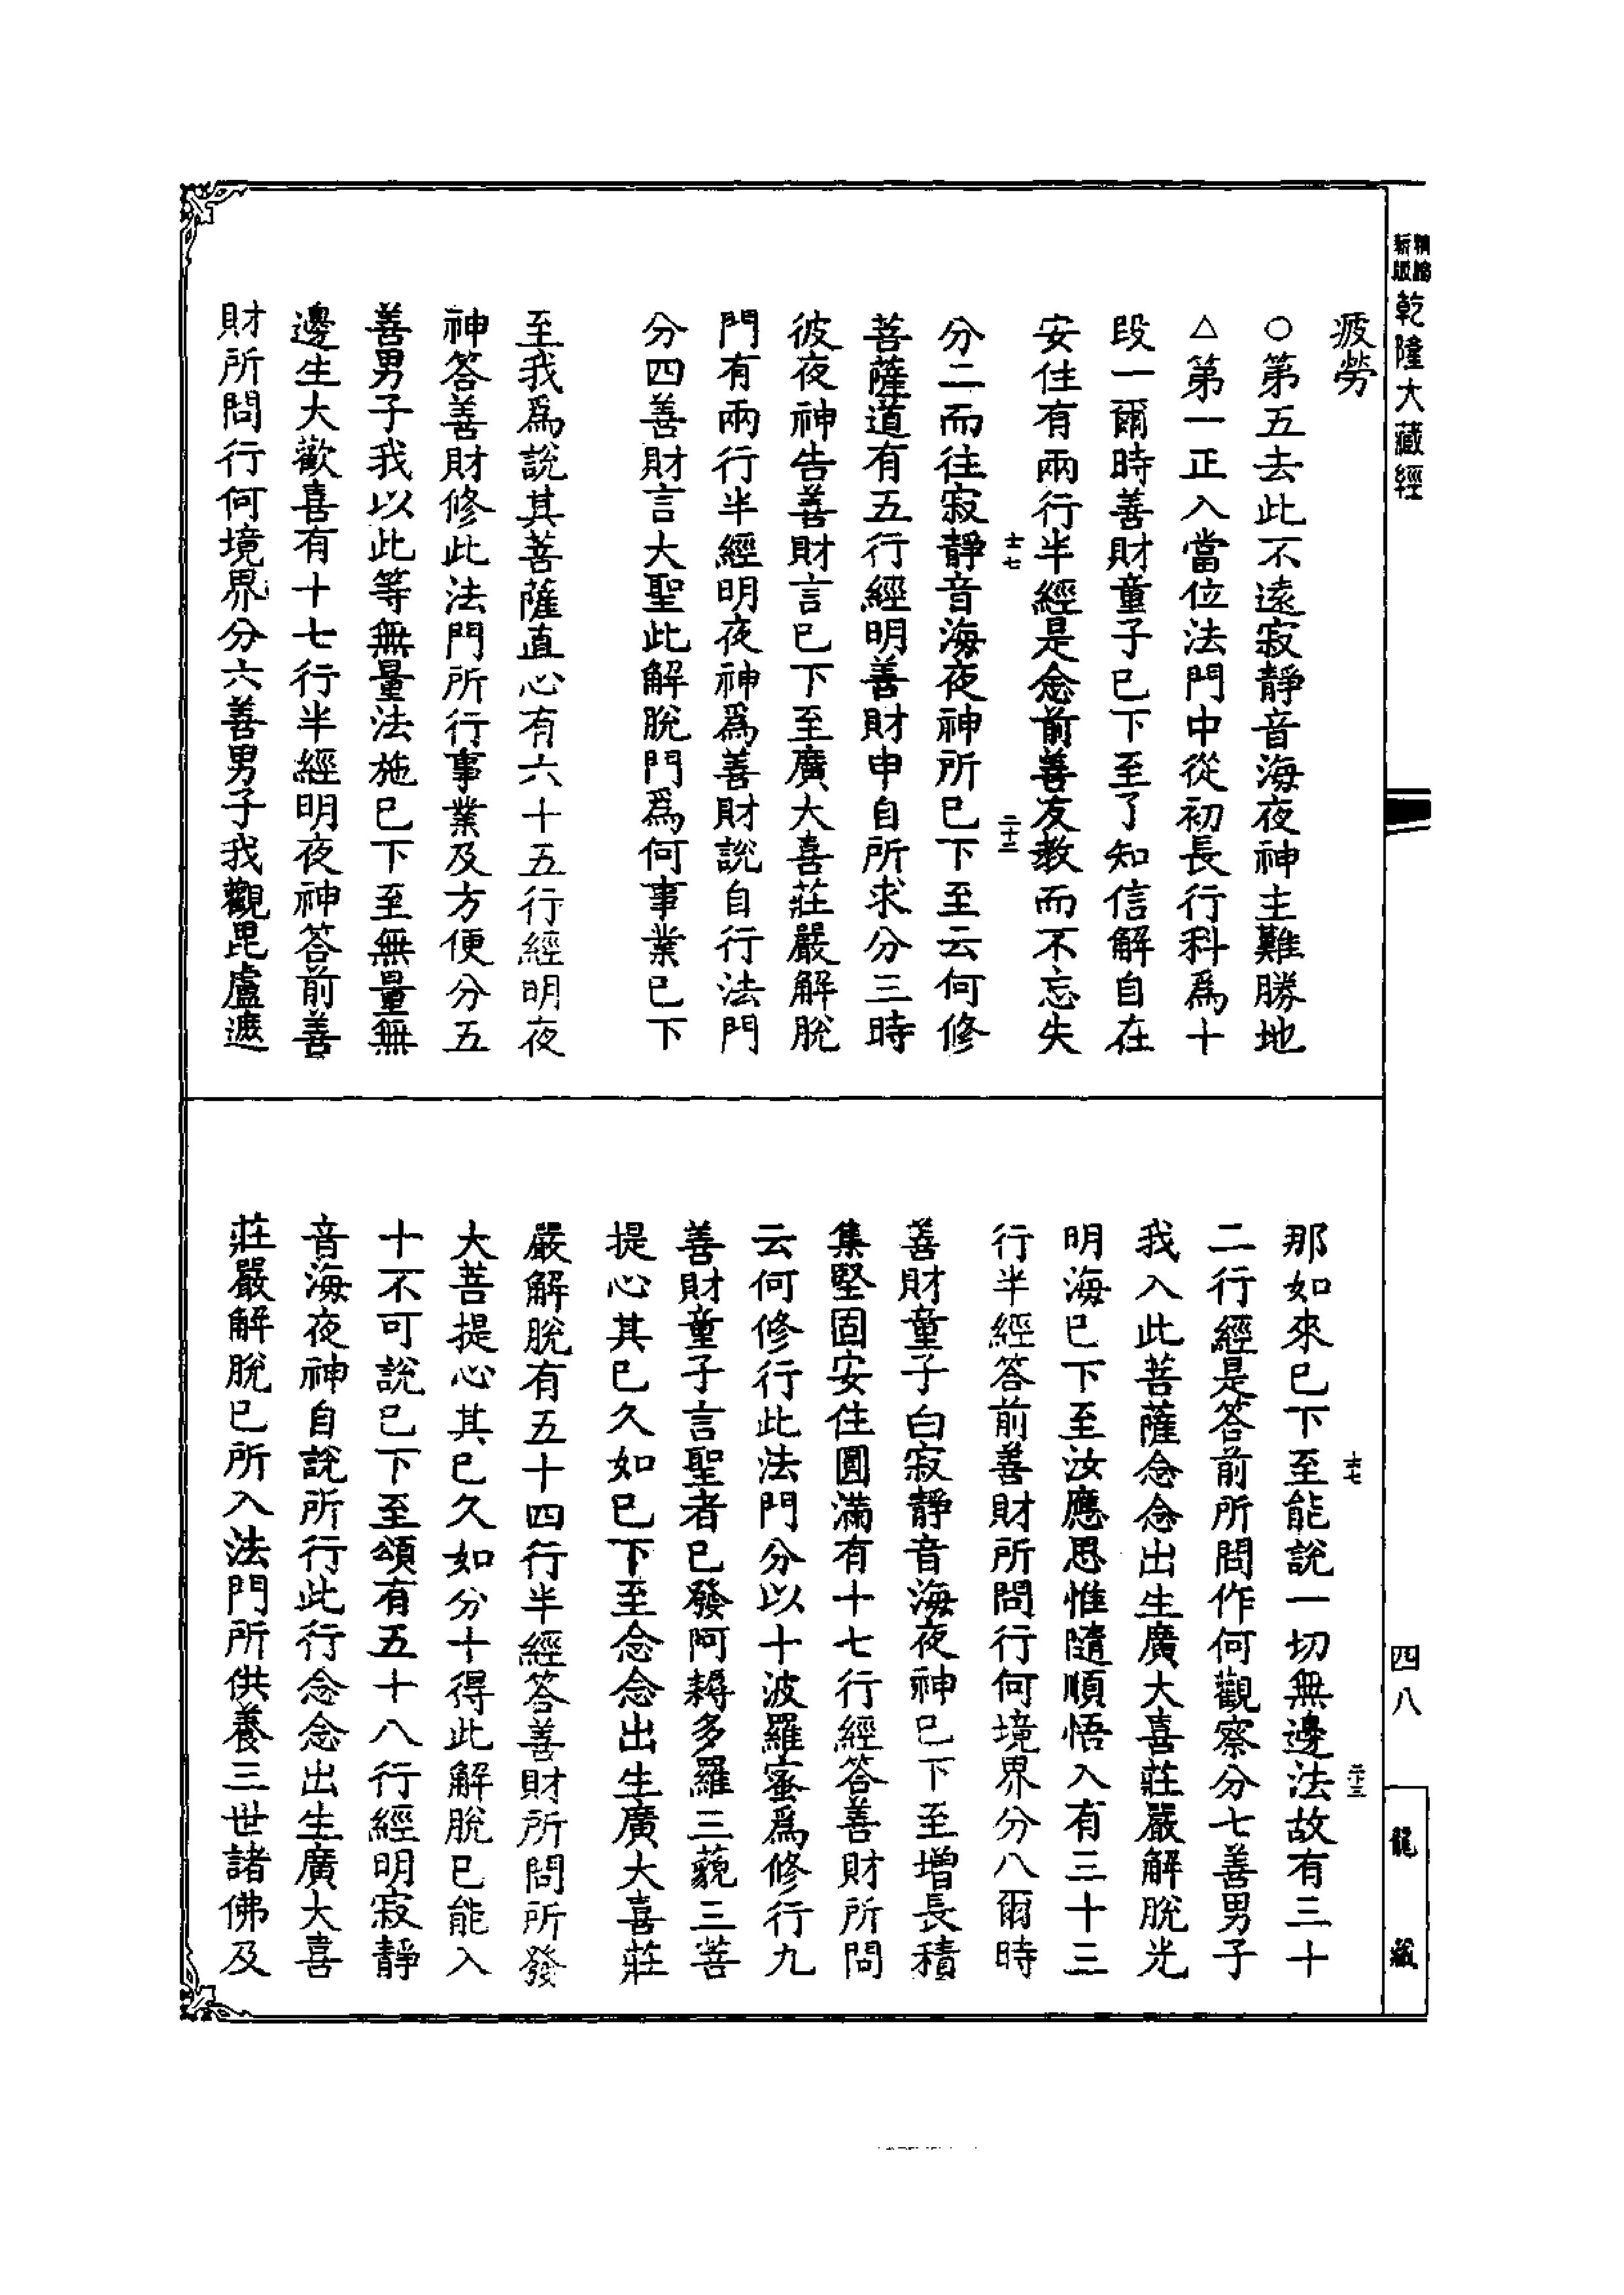 精縮
新版
乾隆大藏經
疲勞
○第五去此不遠寂靜音海夜神主難勝地
△第一正入當位法門中從初長行科爲十
段一爾時善財童子已下至了知信解自在
安住有兩行半經是念前善友教而不忘失
十七
二十二
分二而往寂靜音海夜神所已下至云何修
菩薩道有五行經明善財申自所求分三時
彼夜神告善財言已下至廣大喜莊嚴解脫
門有兩行半經明夜神爲善財說自行法門
分四善財言大聖此解脫門爲何事業已下
至我爲說其菩薩直心有六十五行經明夜
神答善財修此法門所行事業及方便分五
善男子我以此等無量法施已下至無量無
邊生大歡喜有十七行半經明夜神答前善
財所問行何境界分六善男子我觀毘盧遮
四八
龍藏
十七
二十三
那如來已下至能說一切無邊法故有三十
二行經是答前所問作何觀察分七善男子
我入此菩薩念念出生廣大喜莊嚴解脫光
明海已下至汝應思惟隨順悟入有三十三
行半經答前善財所問行何境界分八爾時
善財童子白寂靜音海夜神已下至增長積
集堅固安住圓滿有十七行經答善財所問
云何修行此法門分以十波羅蜜爲修行九
善財童子言聖者已發阿耨多羅三藐三菩
提心其已久如已下至念念出生廣大喜莊
嚴解脫有五十四行半經答善財所問所發
大菩提心其已久如分十得此解脫已能入
十不可說已下至頌有五十八行經明寂靜
音海夜神自說所行此行念念出生廣大喜
莊嚴解脫已所入法門所供養三世諸佛及